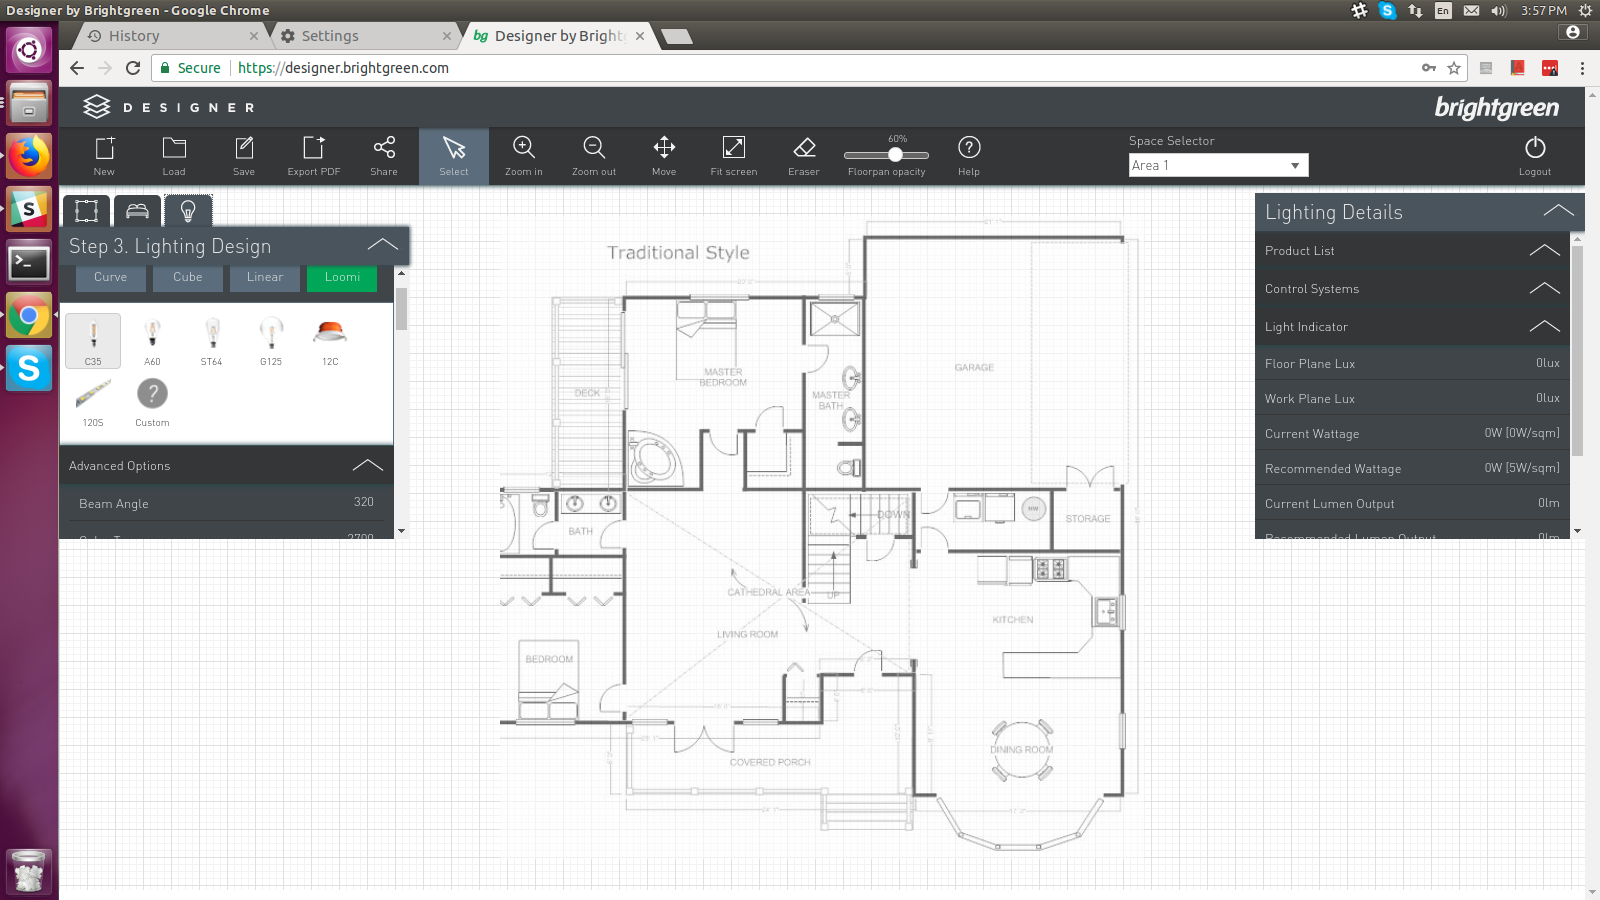 Designer by Brightgreen - Google Chrome
En
3:57 PM
History
Settings
bg Designer by Brightg
Secure
https://designer.brightgreen.com
DESIGNER
brightgreen
New
Load
Save
Export PDF
Share
Select
Zoom in
Zoom out
Move
Fit screen
Eraser
60%
Floorpan opacity
Help
Space Selector
Area 1
Logout
Step 3. Lighting Design
Curve
Cube
Linear
Loomi
C35
A60
ST64
G125
12C
120S
? Custom
Advanced Options
Beam Angle 320
2700
Lighting Details
Product List
Control Systems
Light Indicator
Floor Plane Lux 0lux
Work Plane Lux 0lux
Current Wattage 0W [0W/sqm]
Recommended Wattage 0W [5W/sqm]
Current Lumen Output 0lm
Recommended Lumen Output 0lm
Traditional Style
GARAGE
MASTER
BEDROOM
DECK
MASTER
BATH
DOWN
HW
STORAGE
BATH
CATHEDRAL AREA
UP
KITCHEN
LIVING ROOM
BEDROOM
DINING ROOM
COVERED PORCH